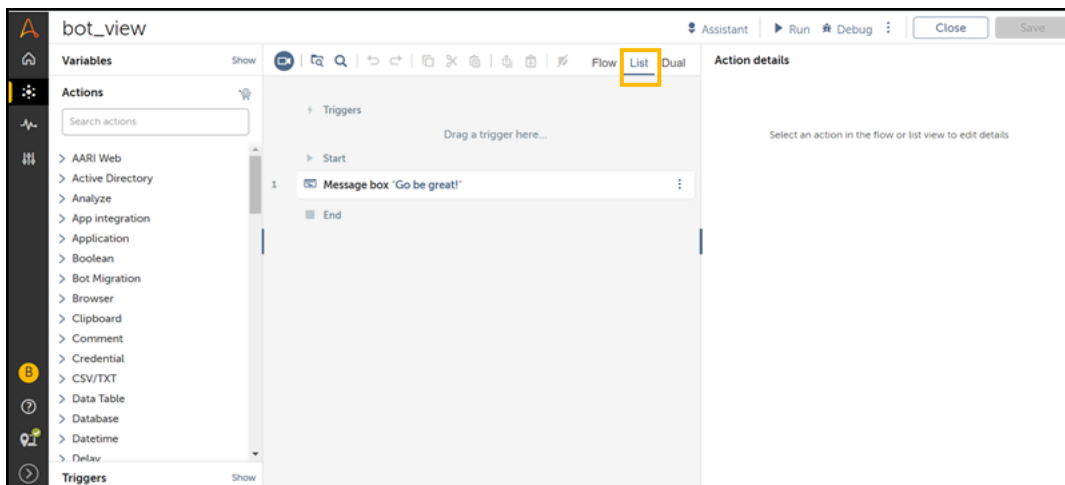 bot_view
Assistant Run Debug Close Save
Variables Show
Flow List Dual
Action details
Actions
Search actions
AARI Web
Active Directory
Analyze
App integration
Application
Boolean
Bot Migration
Browser
Clipboard
Comment
Credential
CSV/TXT
Data Table
Database
Datetime
Delay
Triggers Show
Triggers
Drag a trigger here...
Start
1 Message box "Go be great!"
End
Select an action in the flow or list view to edit details
B